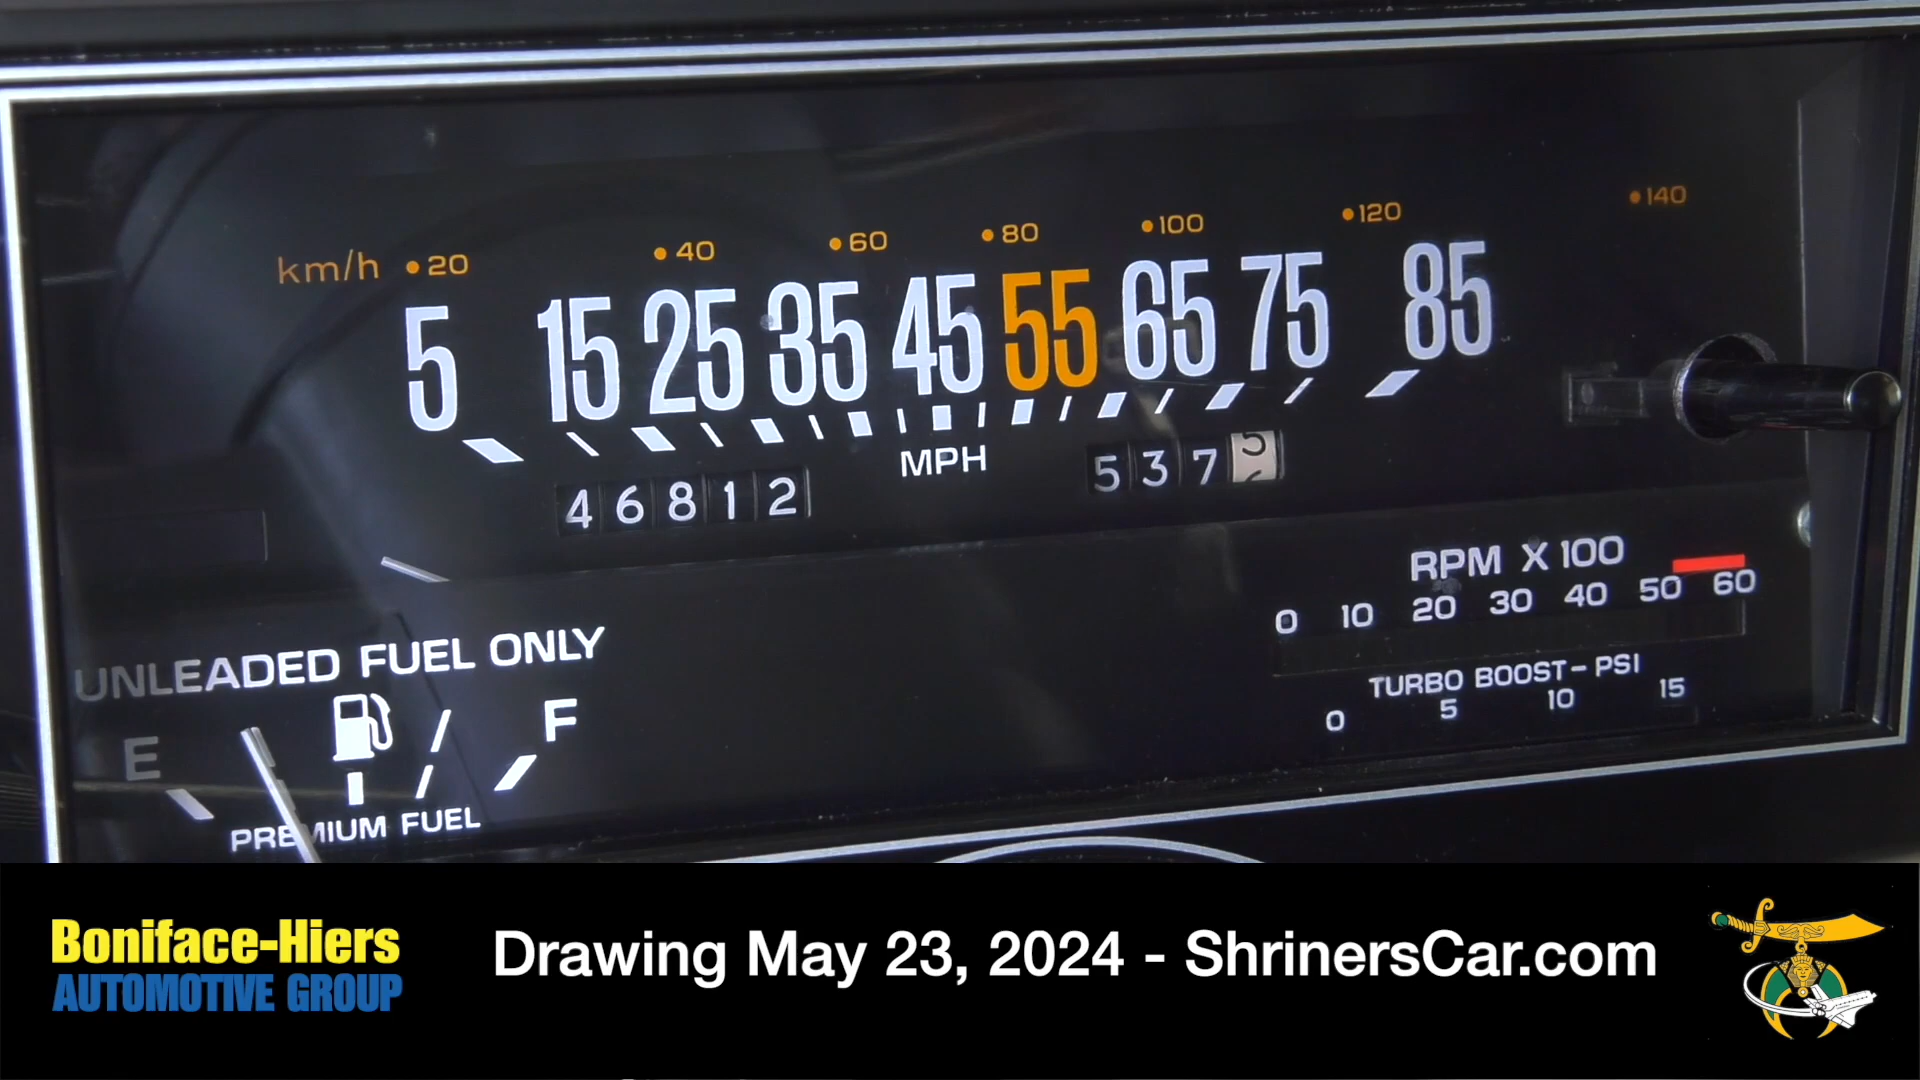 km/h 20 40 60 80 100 120 140
5 15 25 35 45 55 65 75 85
MPH
46812
537
RPM X 100
0 10 20 30 40 50 60
TURBO BOOST-PSI
0 5 10 15
UNLEADED FUEL ONLY
E F
PREMIUM FUEL
Boniface-Hiers
AUTOMOTIVE GROUP
Drawing May 23, 2024 - ShrinersCar.com